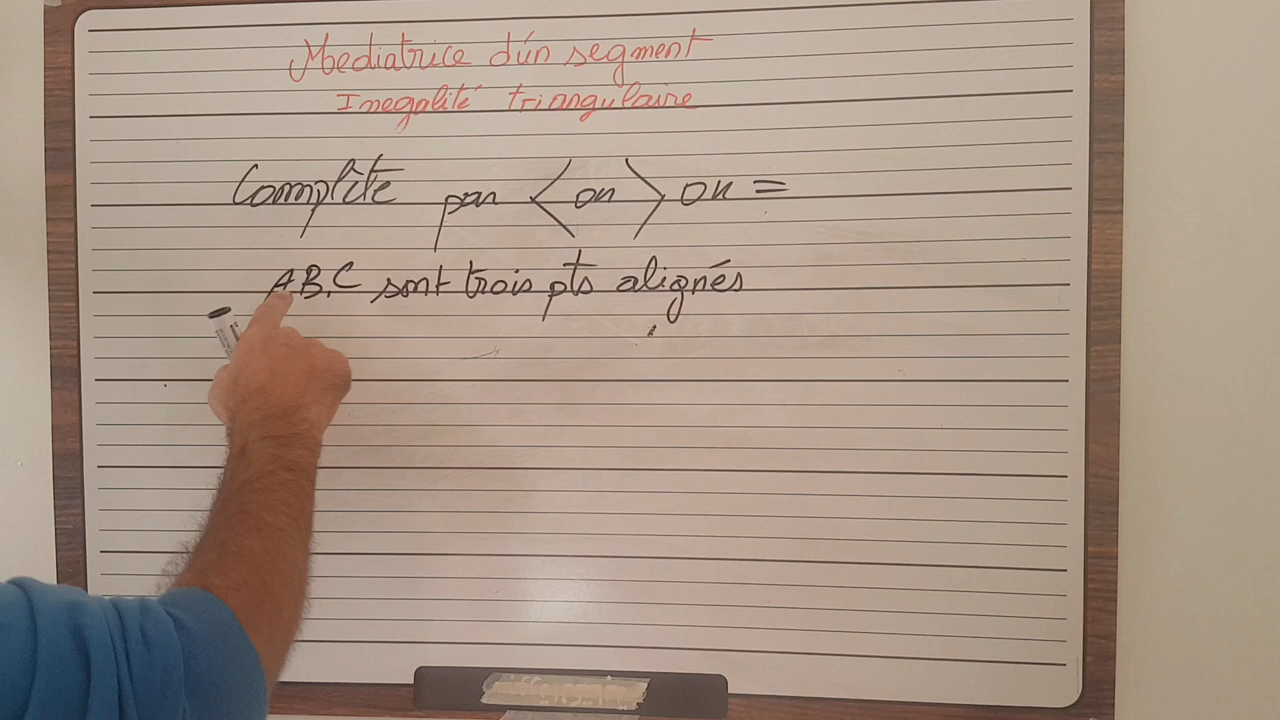 Mediatrice d'un segment
Inegalité triangulaire
Complète par < ou > ou =
A B, C sont trois pts alignés